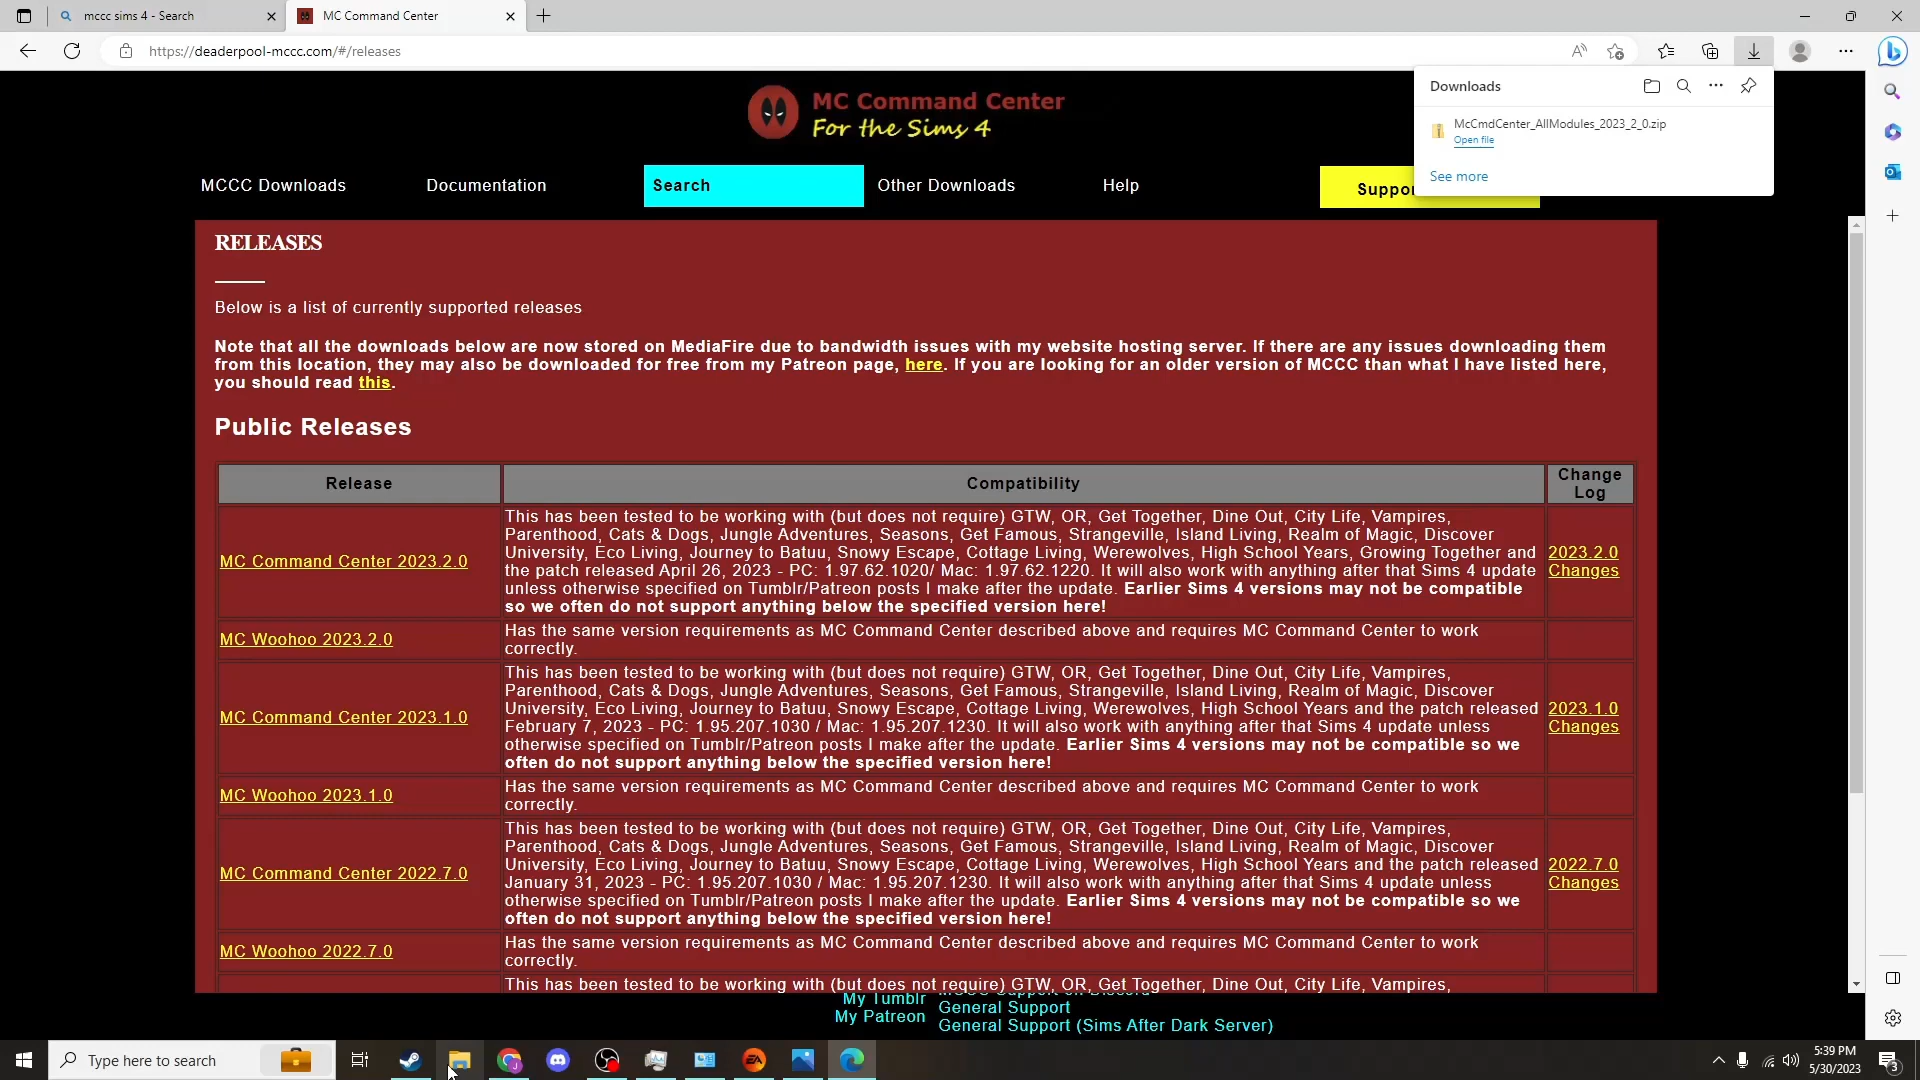 mccc sims 4 - Search
MC Command Center
https://deaderpool-mccc.com/#/releases
Downloads
McCmdCenter_AllModules_2023_2_0.zip
Open file
See more
MC Command Center
For the Sims 4
MCCC Downloads
Documentation
Search
Other Downloads
Help
RELEASES
Below is a list of currently supported releases
Note that all the downloads below are now stored on MediaFire due to bandwidth issues with my website hosting server. If there are any issues downloading them
from this location, they may also be downloaded for free from my Patreon page, here. If you are looking for an older version of MCCC than what I have listed here,
you should read this.
Public Releases
Release
Compatibility
Change
Log
MC Command Center 2023.2.0
This has been tested to be working with (but does not require) GTW, OR, Get Together, Dine Out, City Life, Vampires,
Parenthood, Cats & Dogs, Jungle Adventures, Seasons, Get Famous, Strangeville, Island Living, Realm of Magic, Discover
University, Eco Living, Journey to Batuu, Snowy Escape, Cottage Living, Werewolves, High School Years, Growing Together and
the patch released April 26, 2023 - PC: 1.97.62.1020/ Mac: 1.97.62.1220. It will also work with anything after that Sims 4 update
unless otherwise specified on Tumblr/Patreon posts I make after the update. Earlier Sims 4 versions may not be compatible
so we often do not support anything below the specified version here!
2023.2.0
Changes
MC Woohoo 2023.2.0
Has the same version requirements as MC Command Center described above and requires MC Command Center to work
correctly.
MC Command Center 2023.1.0
This has been tested to be working with (but does not require) GTW, OR, Get Together, Dine Out, City Life, Vampires,
Parenthood, Cats & Dogs, Jungle Adventures, Seasons, Get Famous, Strangeville, Island Living, Realm of Magic, Discover
University, Eco Living, Journey to Batuu, Snowy Escape, Cottage Living, Werewolves, High School Years and the patch released
February 7, 2023 - PC: 1.95.207.1030 / Mac: 1.95.207.1230. It will also work with anything after that Sims 4 update unless
otherwise specified on Tumblr/Patreon posts I make after the update. Earlier Sims 4 versions may not be compatible so we
often do not support anything below the specified version here!
2023.1.0
Changes
MC Woohoo 2023.1.0
Has the same version requirements as MC Command Center described above and requires MC Command Center to work
correctly.
MC Command Center 2022.7.0
This has been tested to be working with (but does not require) GTW, OR, Get Together, Dine Out, City Life, Vampires,
Parenthood, Cats & Dogs, Jungle Adventures, Seasons, Get Famous, Strangeville, Island Living, Realm of Magic, Discover
University, Eco Living, Journey to Batuu, Snowy Escape, Cottage Living, Werewolves, High School Years and the patch released
January 31, 2023 - PC: 1.95.207.1030 / Mac: 1.95.207.1230. It will also work with anything after that Sims 4 update unless
otherwise specified on Tumblr/Patreon posts I make after the update. Earlier Sims 4 versions may not be compatible so we
often do not support anything below the specified version here!
2022.7.0
Changes
MC Woohoo 2022.7.0
Has the same version requirements as MC Command Center described above and requires MC Command Center to work
correctly.
This has been tested to be working with (but does not require) GTW, OR, Get Together, Dine Out, City Life, Vampires,
My Tumblr
My Patreon
General Support
General Support (Sims After Dark Server)
Type here to search
5:39 PM
5/30/2023
3